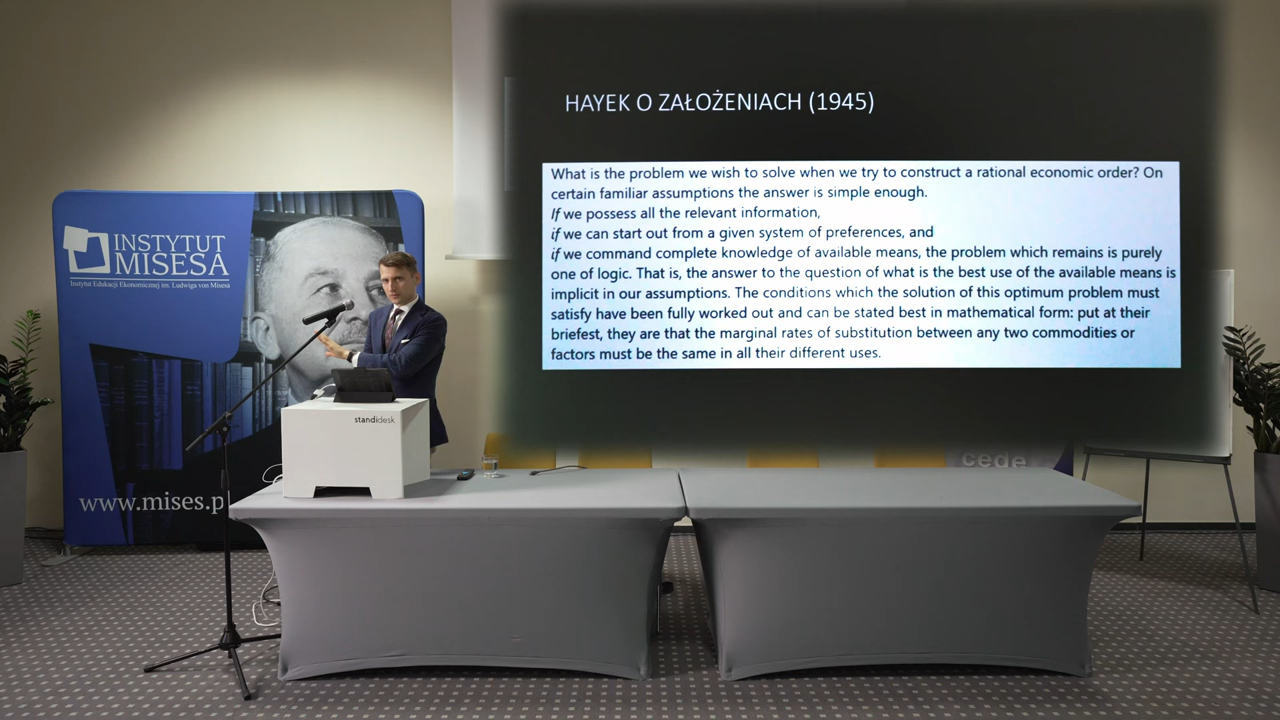 HAYEK O ZAŁOŻENIACH (1945)
What is the problem we wish to solve when we try to construct a rational economic order? On
certain familiar assumptions the answer is simple enough.
If we possess all the relevant information,
if we can start out from a given system of preferences, and
if we command complete knowledge of available means, the problem which remains is purely
one of logic. That is, the answer to the question of what is the best use of the available means is
implicit in our assumptions. The conditions which the solution of this optimum problem must
satisfy have been fully worked out and can be stated best in mathematical form: put at their
briefest, they are that the marginal rates of substitution between any two commodities or
factors must be the same in all their different uses.
INSTYTUT
MISESA
Instytut Edukacji Ekonomicznej im. Ludwiga von Misesa
www.mises.pl
standidesk
cede